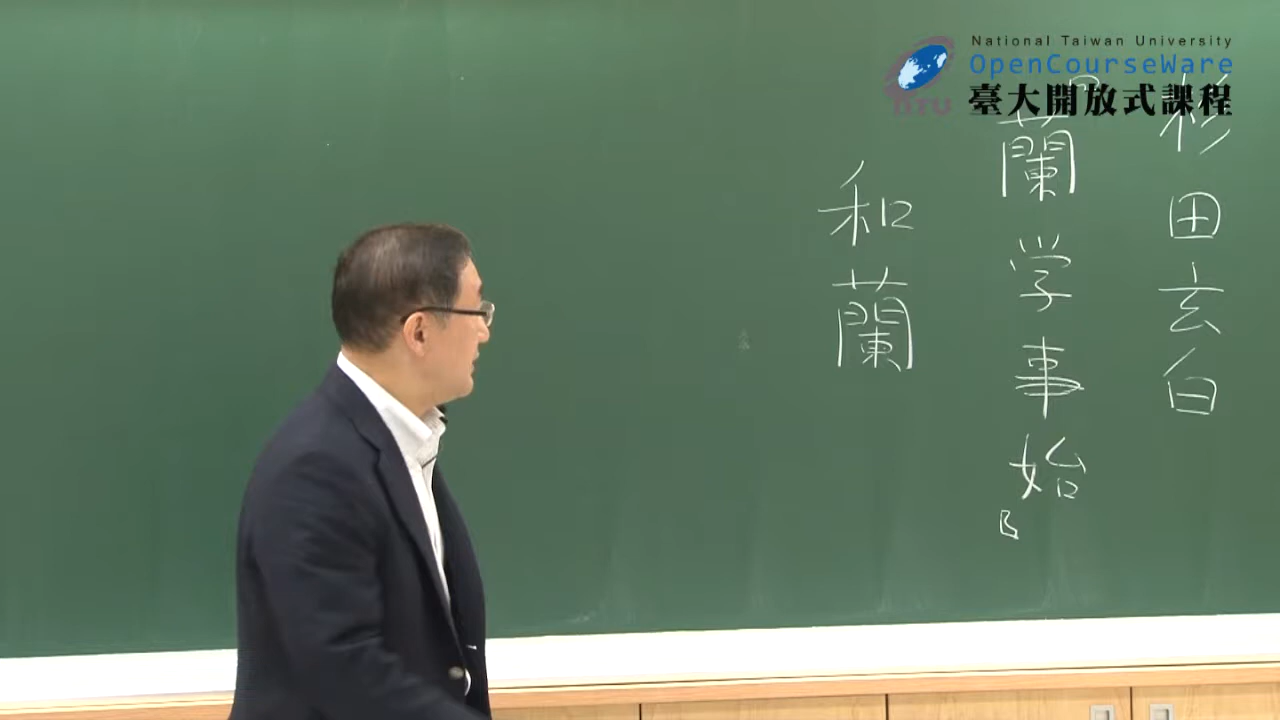 National Taiwan University
OpenCourseWare
臺大開放式課程
NTU
杉田玄白
『蘭学事始』
和蘭